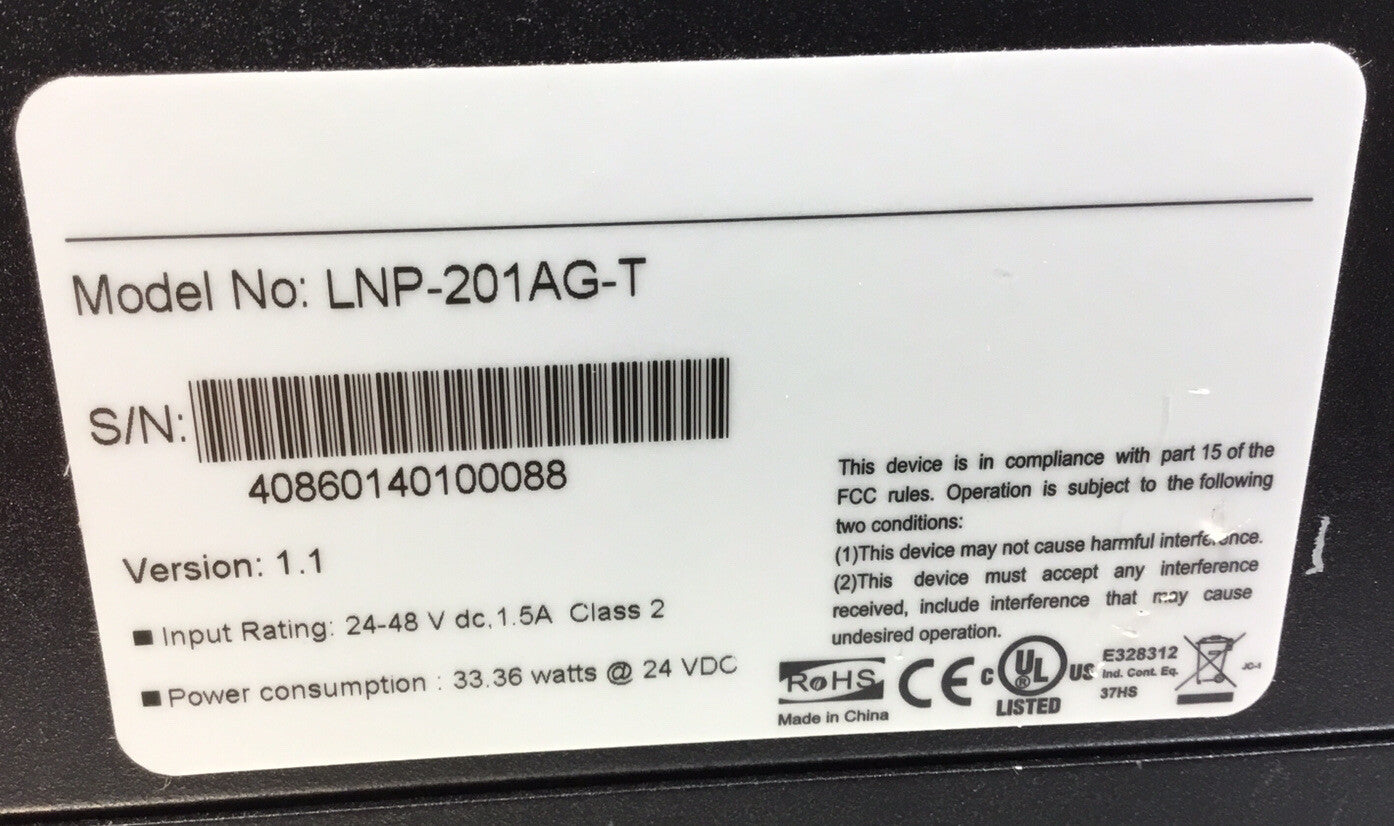 Model No: LNP-201AG-T
S/N:
40860140100088
Version: 1.1
Input Rating: 24-48 V dc,1.5A Class 2
Power consumption : 33.36 watts @ 24 VDC
This device is in compliance with part 15 of the
FCC rules. Operation is subject to the following
two conditions:
(1)This device may not cause harmful interference.
(2)This device must accept any interference
received, include interference that may cause
undesired operation.
RoHS
Made in China
CE
c UL ® US
LISTED
E328312
Ind. Cont. Eq.
37HS
JC-1